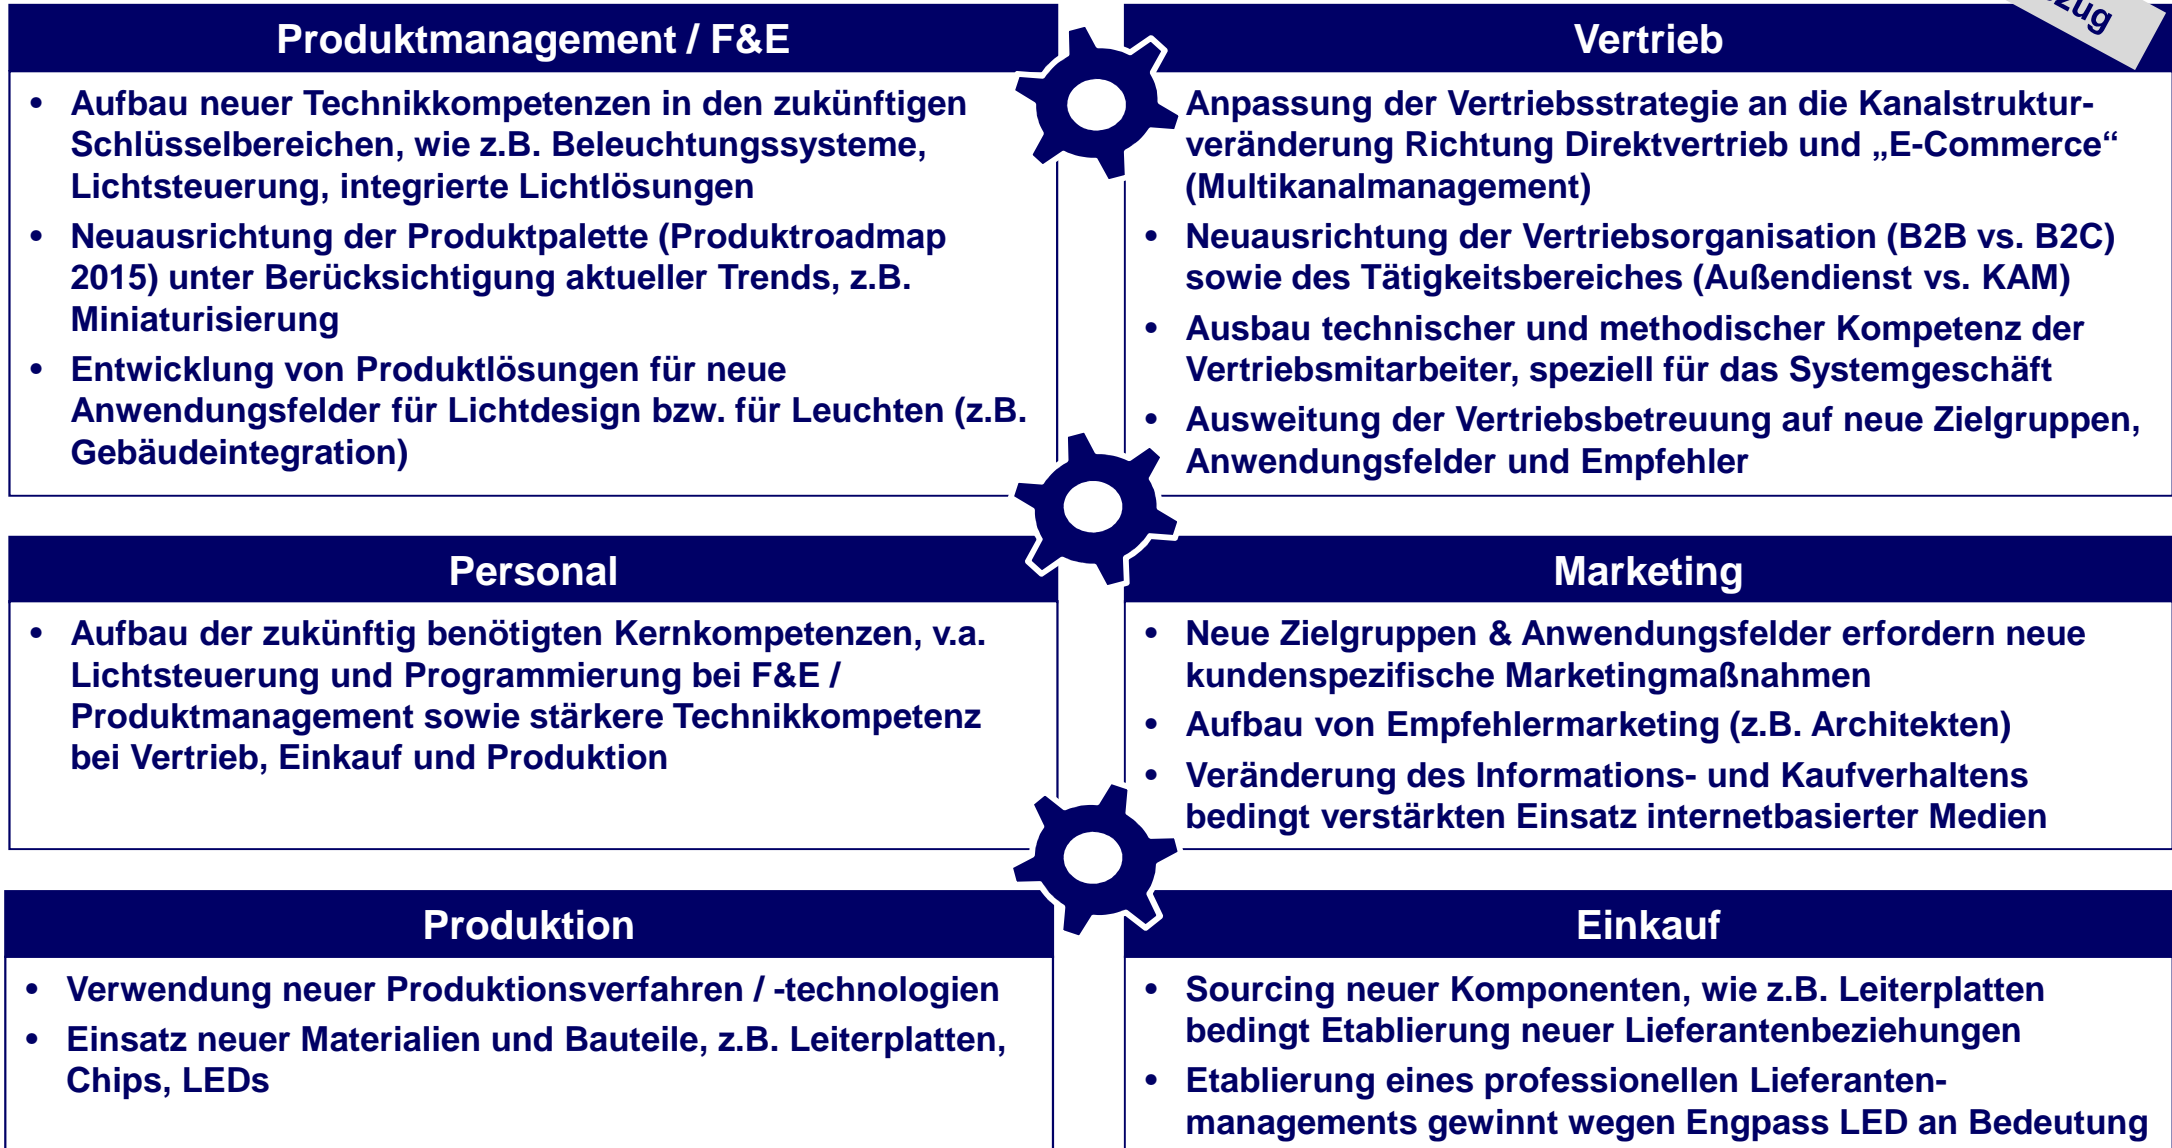 Produktmanagement / F&E
• Aufbau neuer Technikkompetenzen in den zukünftigen
Schlüsselbereichen, wie z.B. Beleuchtungssysteme,
Lichtsteuerung, integrierte Lichtlösungen
• Neuausrichtung der Produktpalette (Produktroadmap
2015) unter Berücksichtigung aktueller Trends, z.B.
Miniaturisierung
• Entwicklung von Produktlösungen für neue
Anwendungsfelder für Lichtdesign bzw. für Leuchten (z.B.
Gebäudeintegration)
Vertrieb
Anpassung der Vertriebsstrategie an die Kanalstruktur-
veränderung Richtung Direktvertrieb und „E-Commerce“
(Multikanalmanagement)
• Neuausrichtung der Vertriebsorganisation (B2B vs. B2C)
sowie des Tätigkeitsbereiches (Außendienst vs. KAM)
• Ausbau technischer und methodischer Kompetenz der
Vertriebsmitarbeiter, speziell für das Systemgeschäft
• Ausweitung der Vertriebsbetreuung auf neue Zielgruppen,
Anwendungsfelder und Empfehler
Personal
• Aufbau der zukünftig benötigten Kernkompetenzen, v.a.
Lichtsteuerung und Programmierung bei F&E /
Produktmanagement sowie stärkere Technikkompetenz
bei Vertrieb, Einkauf und Produktion
Marketing
• Neue Zielgruppen & Anwendungsfelder erfordern neue
kundenspezifische Marketingmaßnahmen
• Aufbau von Empfehlermarketing (z.B. Architekten)
• Veränderung des Informations- und Kaufverhaltens
bedingt verstärkten Einsatz internetbasierter Medien
Produktion
• Verwendung neuer Produktionsverfahren / -technologien
• Einsatz neuer Materialien und Bauteile, z.B. Leiterplatten,
Chips, LEDs
Einkauf
• Sourcing neuer Komponenten, wie z.B. Leiterplatten
bedingt Etablierung neuer Lieferantenbeziehungen
• Etablierung eines professionellen Lieferanten-
managements gewinnt wegen Engpass LED an Bedeutung